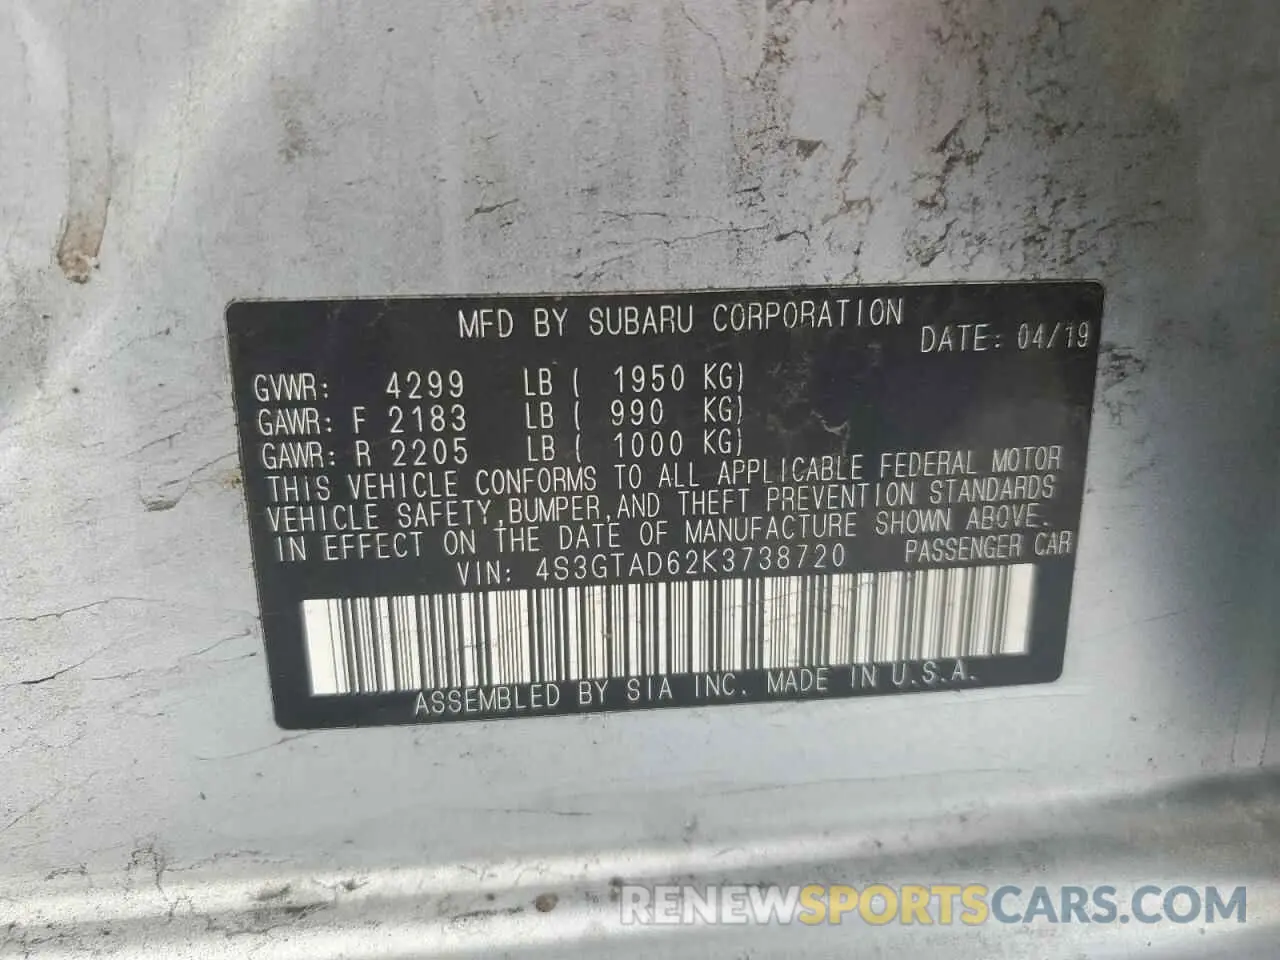 MFD BY SUBARU CORPORATION
DATE: 04/19
GVWR: 4299 LB ( 1950 KG)
GAWR: F 2183 LB ( 990 KG)
GAWR: R 2205 LB ( 1000 KG)
THIS VEHICLE CONFORMS TO ALL APPLICABLE FEDERAL MOTOR
VEHICLE SAFETY, BUMPER, AND THEFT PREVENTION STANDARDS
IN EFFECT ON THE DATE OF MANUFACTURE SHOWN ABOVE.
VIN: 4S3GTAD62K3738720 PASSENGER CAR
ASSEMBLED BY SIA INC. MADE IN U.S.A.
RENEWSPORTSCARS.COM